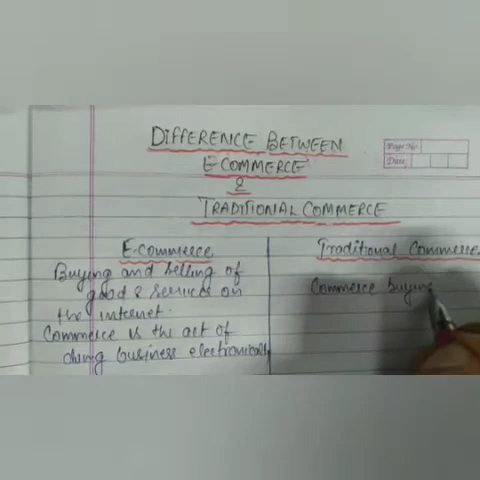 DIFFERENCE BETWEEN
E-COMMERCE
&
TRADITIONAL COMMERCE
Page No:
Date:
E-commerce
Buying and selling of
good & services on
the internet.
Commerce is the act of
doing business electronically
Traditional Commerce
Commerce buying